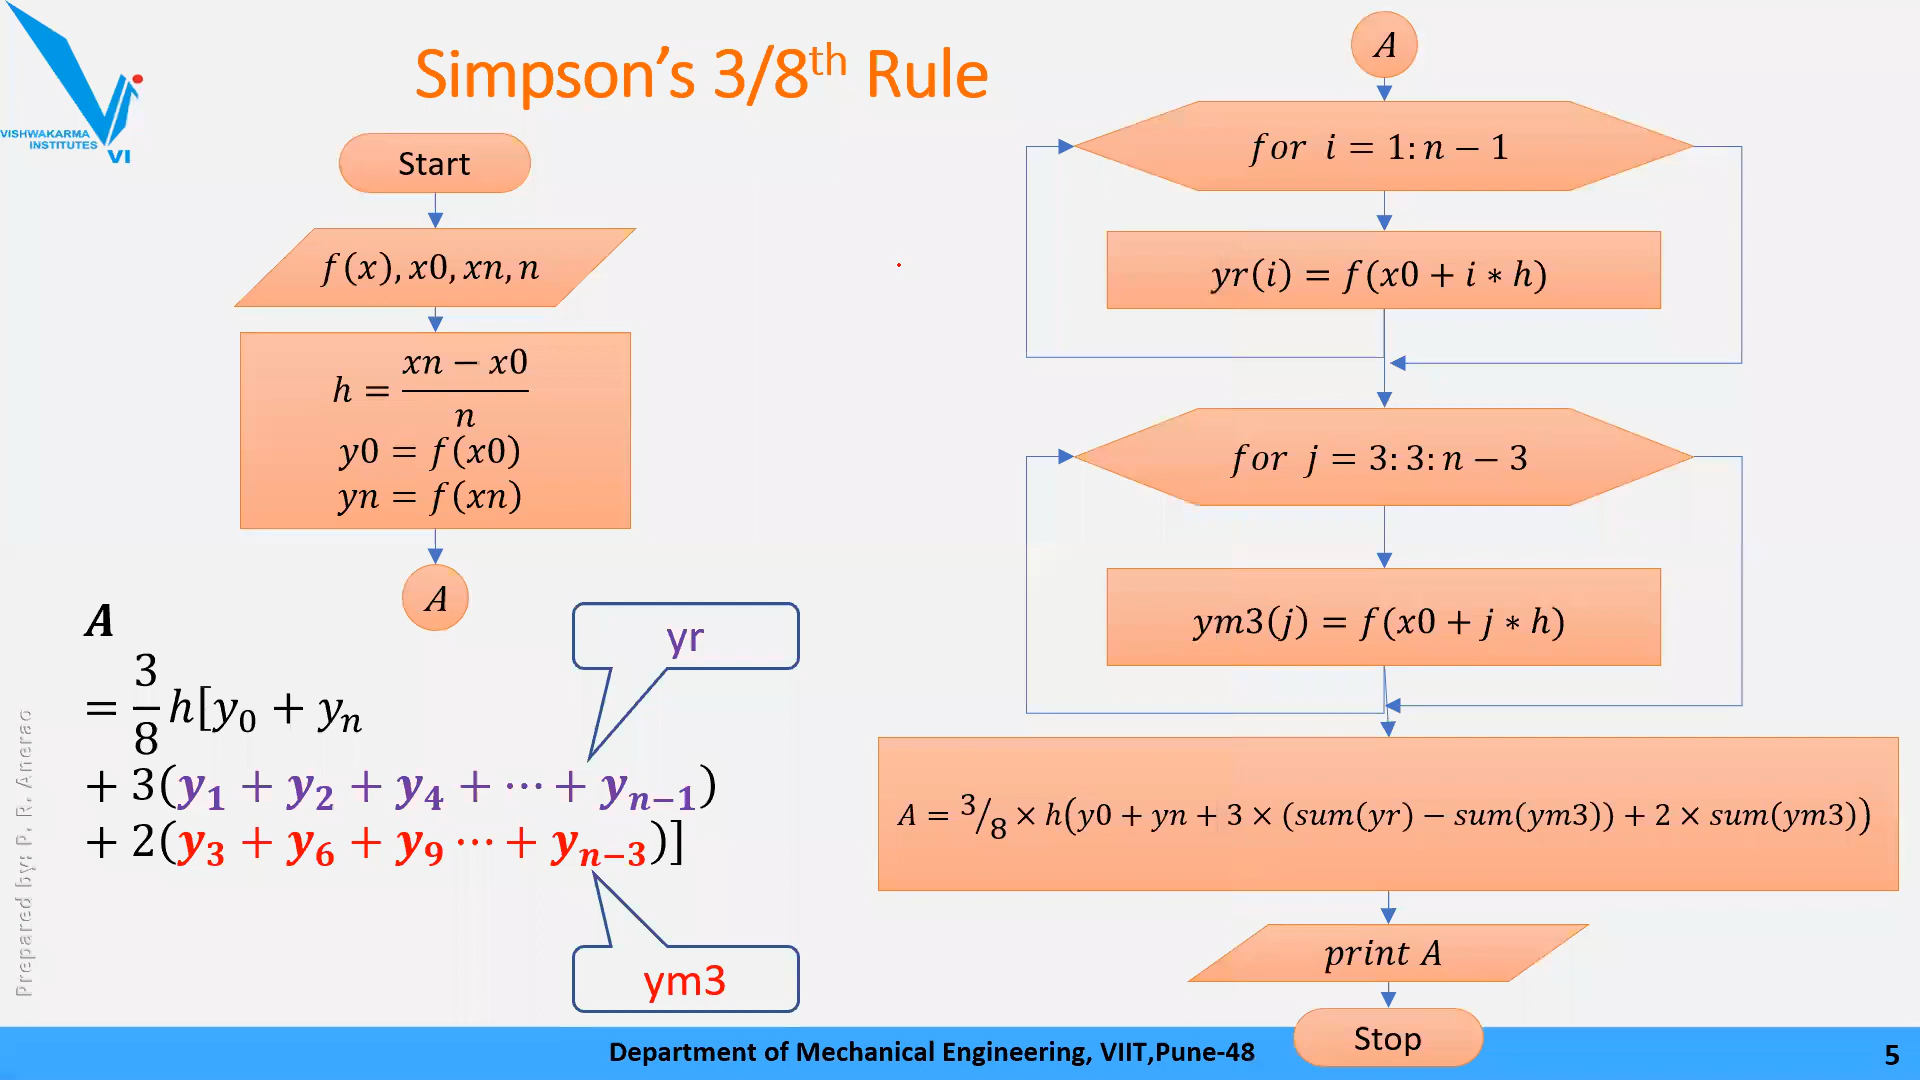 VISHWAKARMA
INSTITUTES
VI
Simpson's 3/8th Rule
Start
f(x), x0, xn, n
h = (xn − x0)/n
y0 = f(x0)
yn = f(xn)
A
A
= 3/8 h[y₀ + yₙ
+ 3(y₁ + y₂ + y₄ + ⋯ + yₙ₋₁)
+ 2(y₃ + y₆ + y₉ ⋯ + yₙ₋₃)]
yr
ym3
A
for i = 1: n − 1
yr(i) = f(x0 + i ∗ h)
for j = 3: 3: n − 3
ym3(j) = f(x0 + j ∗ h)
A = 3/8 × h(y0 + yn + 3 × (sum(yr) − sum(ym3)) + 2 × sum(ym3))
print A
Stop
Prepared by: P. R. Anerao
Department of Mechanical Engineering, VIIT,Pune-48
5